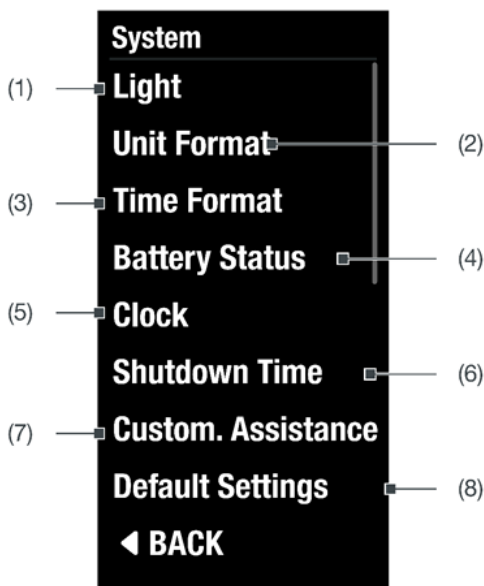 System
(1) Light
Unit Format (2)
(3) Time Format
Battery Status (4)
(5) Clock
Shutdown Time (6)
(7) Custom. Assistance
Default Settings (8)
BACK